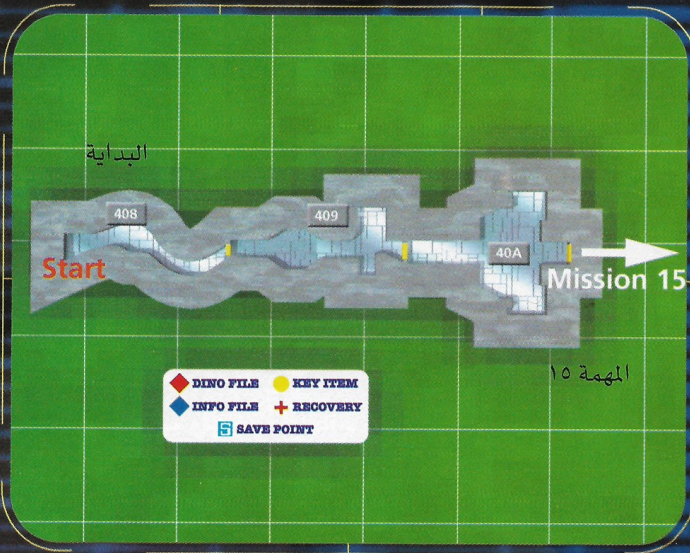 البداية
408
409
Start
40A
Mission 15
المهمة ١٥
DINO FILE
KEY ITEM
INFO FILE
RECOVERY
S SAVE POINT